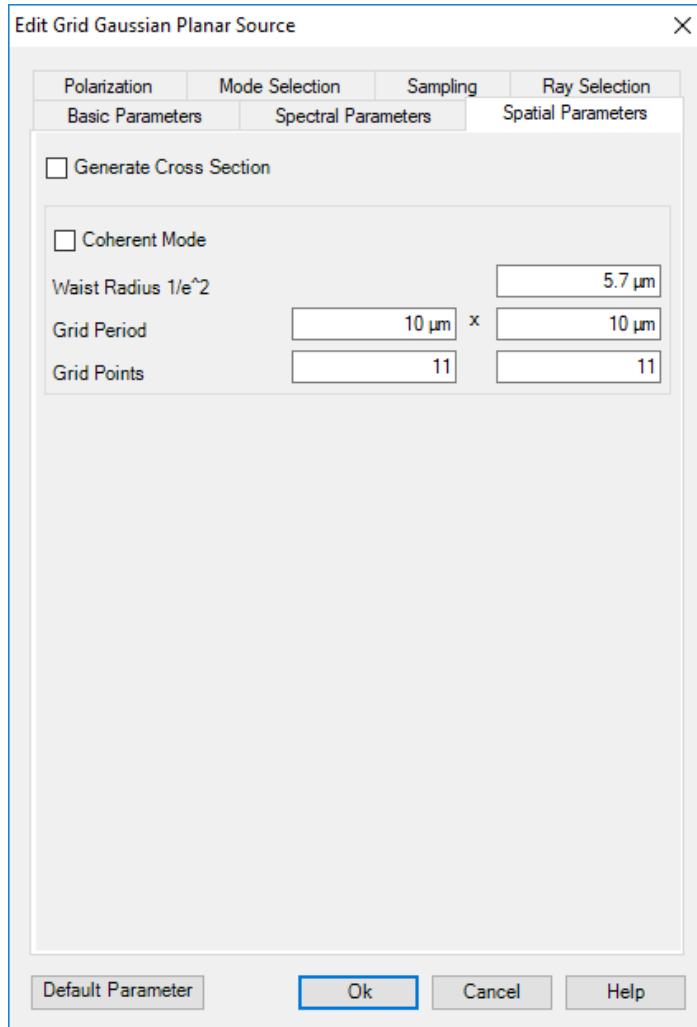 Edit Grid Gaussian Planar Source
Polarization Mode Selection Sampling Ray Selection
Basic Parameters Spectral Parameters Spatial Parameters
Generate Cross Section
Coherent Mode
Waist Radius 1/e^2 5.7 µm
Grid Period 10 µm x 10 µm
Grid Points 11 11
Default Parameter Ok Cancel Help